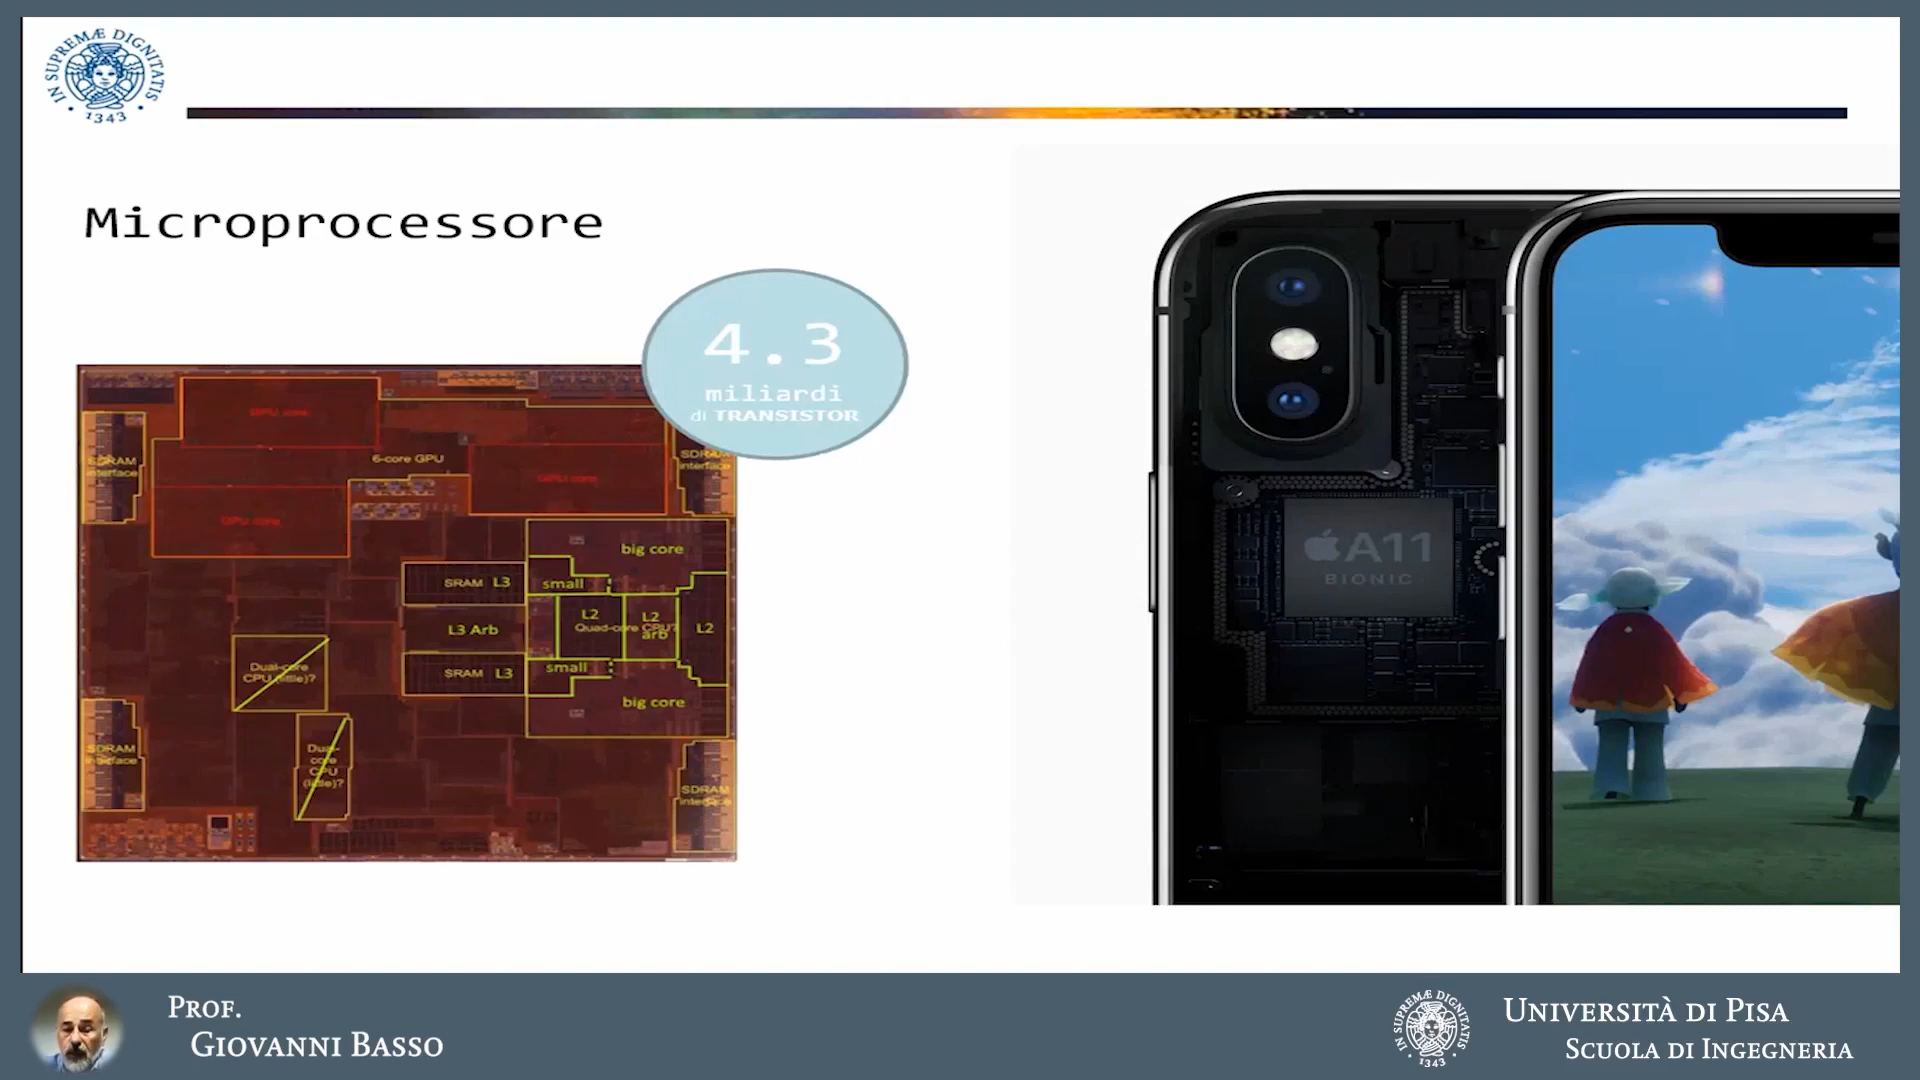 IN SUPREMÆ DIGNITATIS
• 1343 •
Microprocessore
4.3
miliardi
di TRANSISTOR
GPU core
6-core GPU
GPU core
GPU core
SDRAM
interface
SDRAM
interface
big core
small
SRAM L3
L3 Arb
SRAM L3
L2
L2
arb
L2
Quad-core CPU?
small
big core
Dual-core
CPU (little)?
Dual-
core
CPU
(little)?
SDRAM
interface
SDRAM
interface
A11
BIONIC
PROF.
GIOVANNI BASSO
IN SUPREMÆ DIGNITATIS
• 1343 •
UNIVERSITÀ DI PISA
SCUOLA DI INGEGNERIA